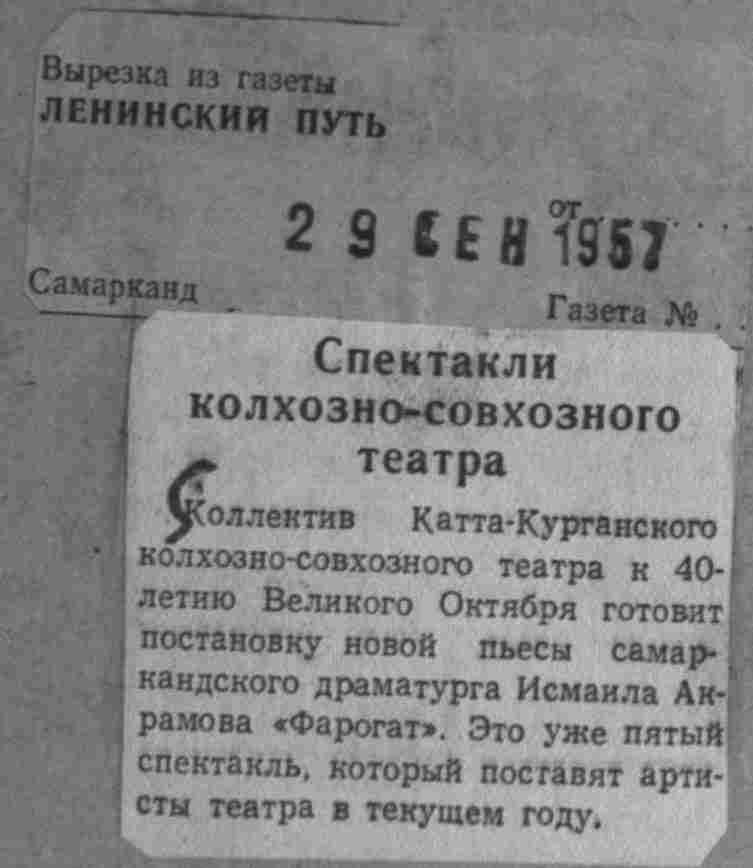 Вырезка из газеты
ЛЕНИНСКИЙ ПУТЬ
от
29 СЕН 1957
Самарканд
Газета № . .
Спектакли
колхозно-совхозного
театра
Коллектив Катта-Курганского
колхозно-совхозного театра к 40-
летию Великого Октября готовит
постановку новой пьесы самар-
кандского драматурга Исмаила Ак-
рамова «Фарогат». Это уже пятый
спектакль, который поставят арти-
сты театра в текущем году.